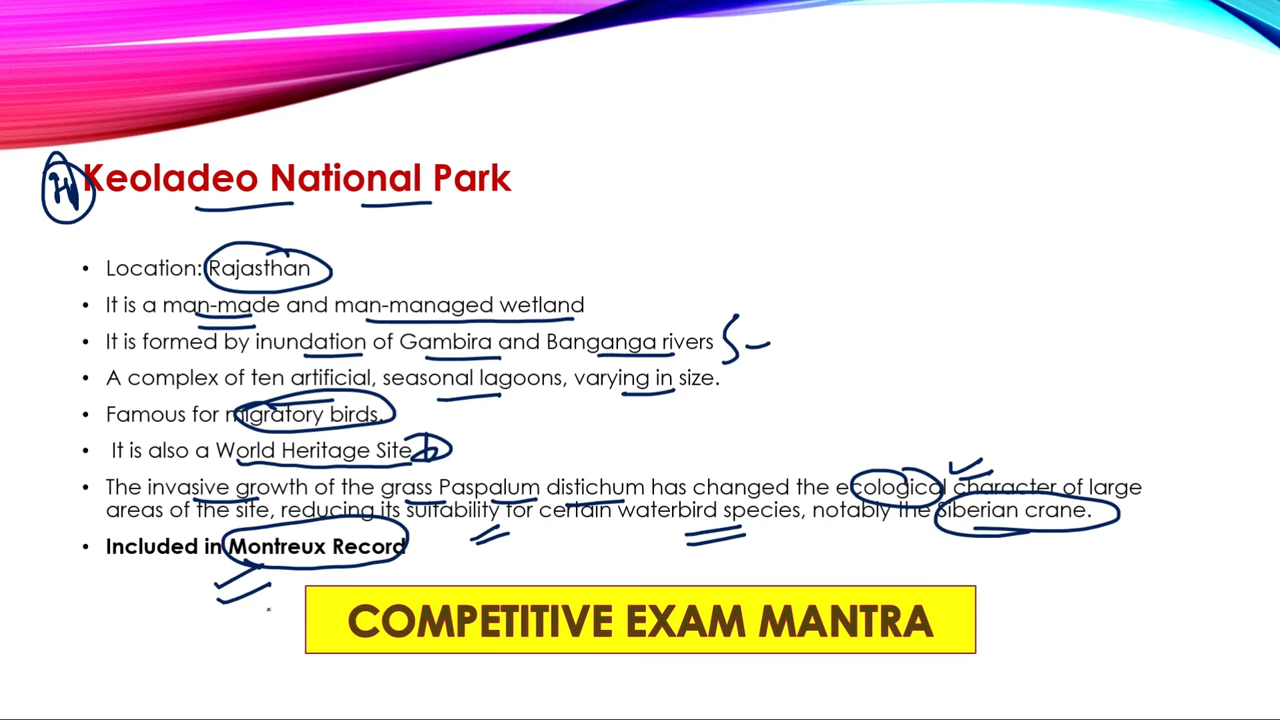 Keoladeo National Park
• Location: Rajasthan
• It is a man-made and man-managed wetland
• It is formed by inundation of Gambira and Banganga rivers
• A complex of ten artificial, seasonal lagoons, varying in size.
• Famous for migratory birds.
• It is also a World Heritage Site
• The invasive growth of the grass Paspalum distichum has changed the ecological character of large
areas of the site, reducing its suitability for certain waterbird species, notably the Siberian crane.
• Included in Montreux Record
COMPETITIVE EXAM MANTRA